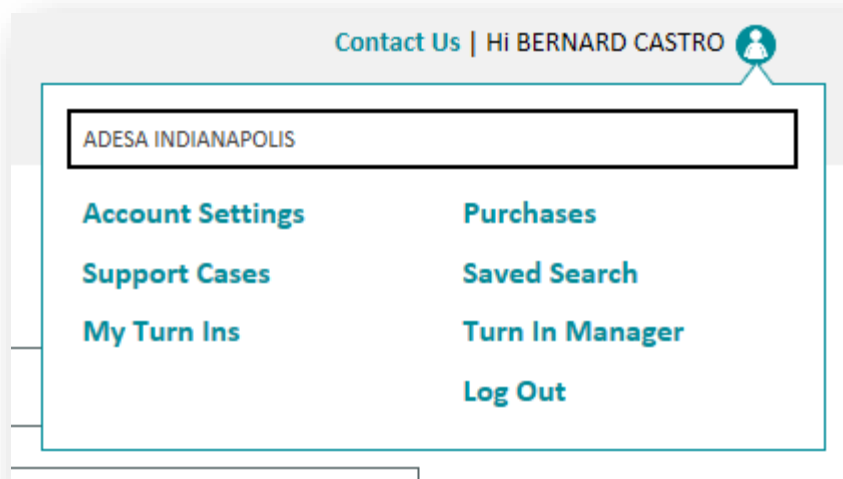 Contact Us | Hi BERNARD CASTRO
ADESA INDIANAPOLIS
Account Settings
Purchases
Support Cases
Saved Search
My Turn Ins
Turn In Manager
Log Out